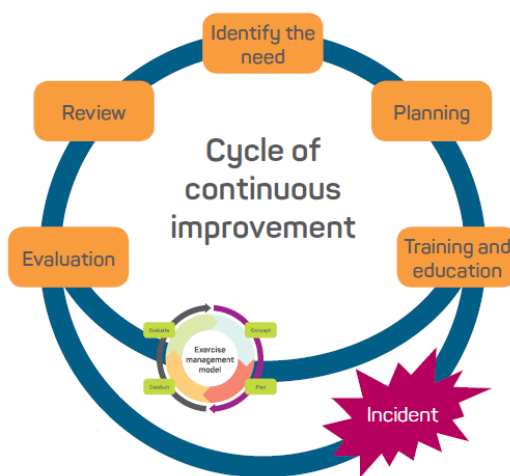 Identify the
need
Review
Planning
Cycle of
continuous
improvement
Evaluation
Training and
education
Evaluate
Concept
Exercise
management
model
Conduct
Plan
Incident